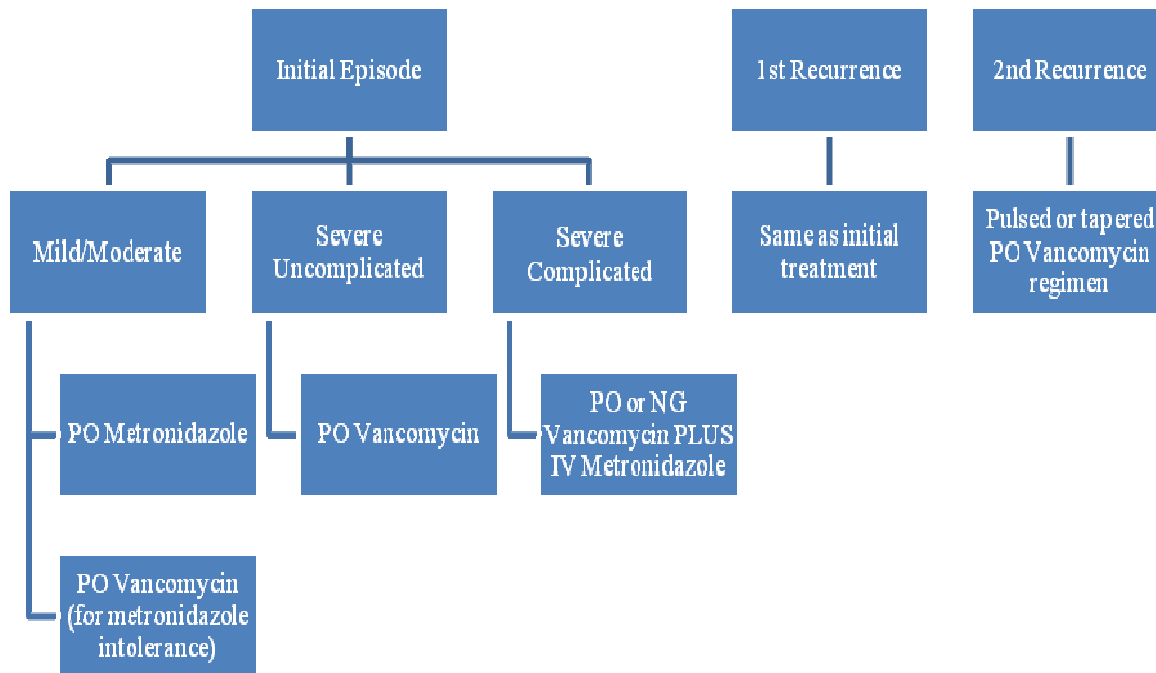 Initial Episode
1st Recurrence
2nd Recurrence
Mild/Moderate
Severe
Uncomplicated
Severe
Complicated
Same as initial
treatment
Pulsed or tapered
PO Vancomycin
regimen
PO Metronidazole
PO Vancomycin
PO or NG
Vancomycin PLUS
IV Metronidazole
PO Vancomycin
(for metronidazole
intolerance)